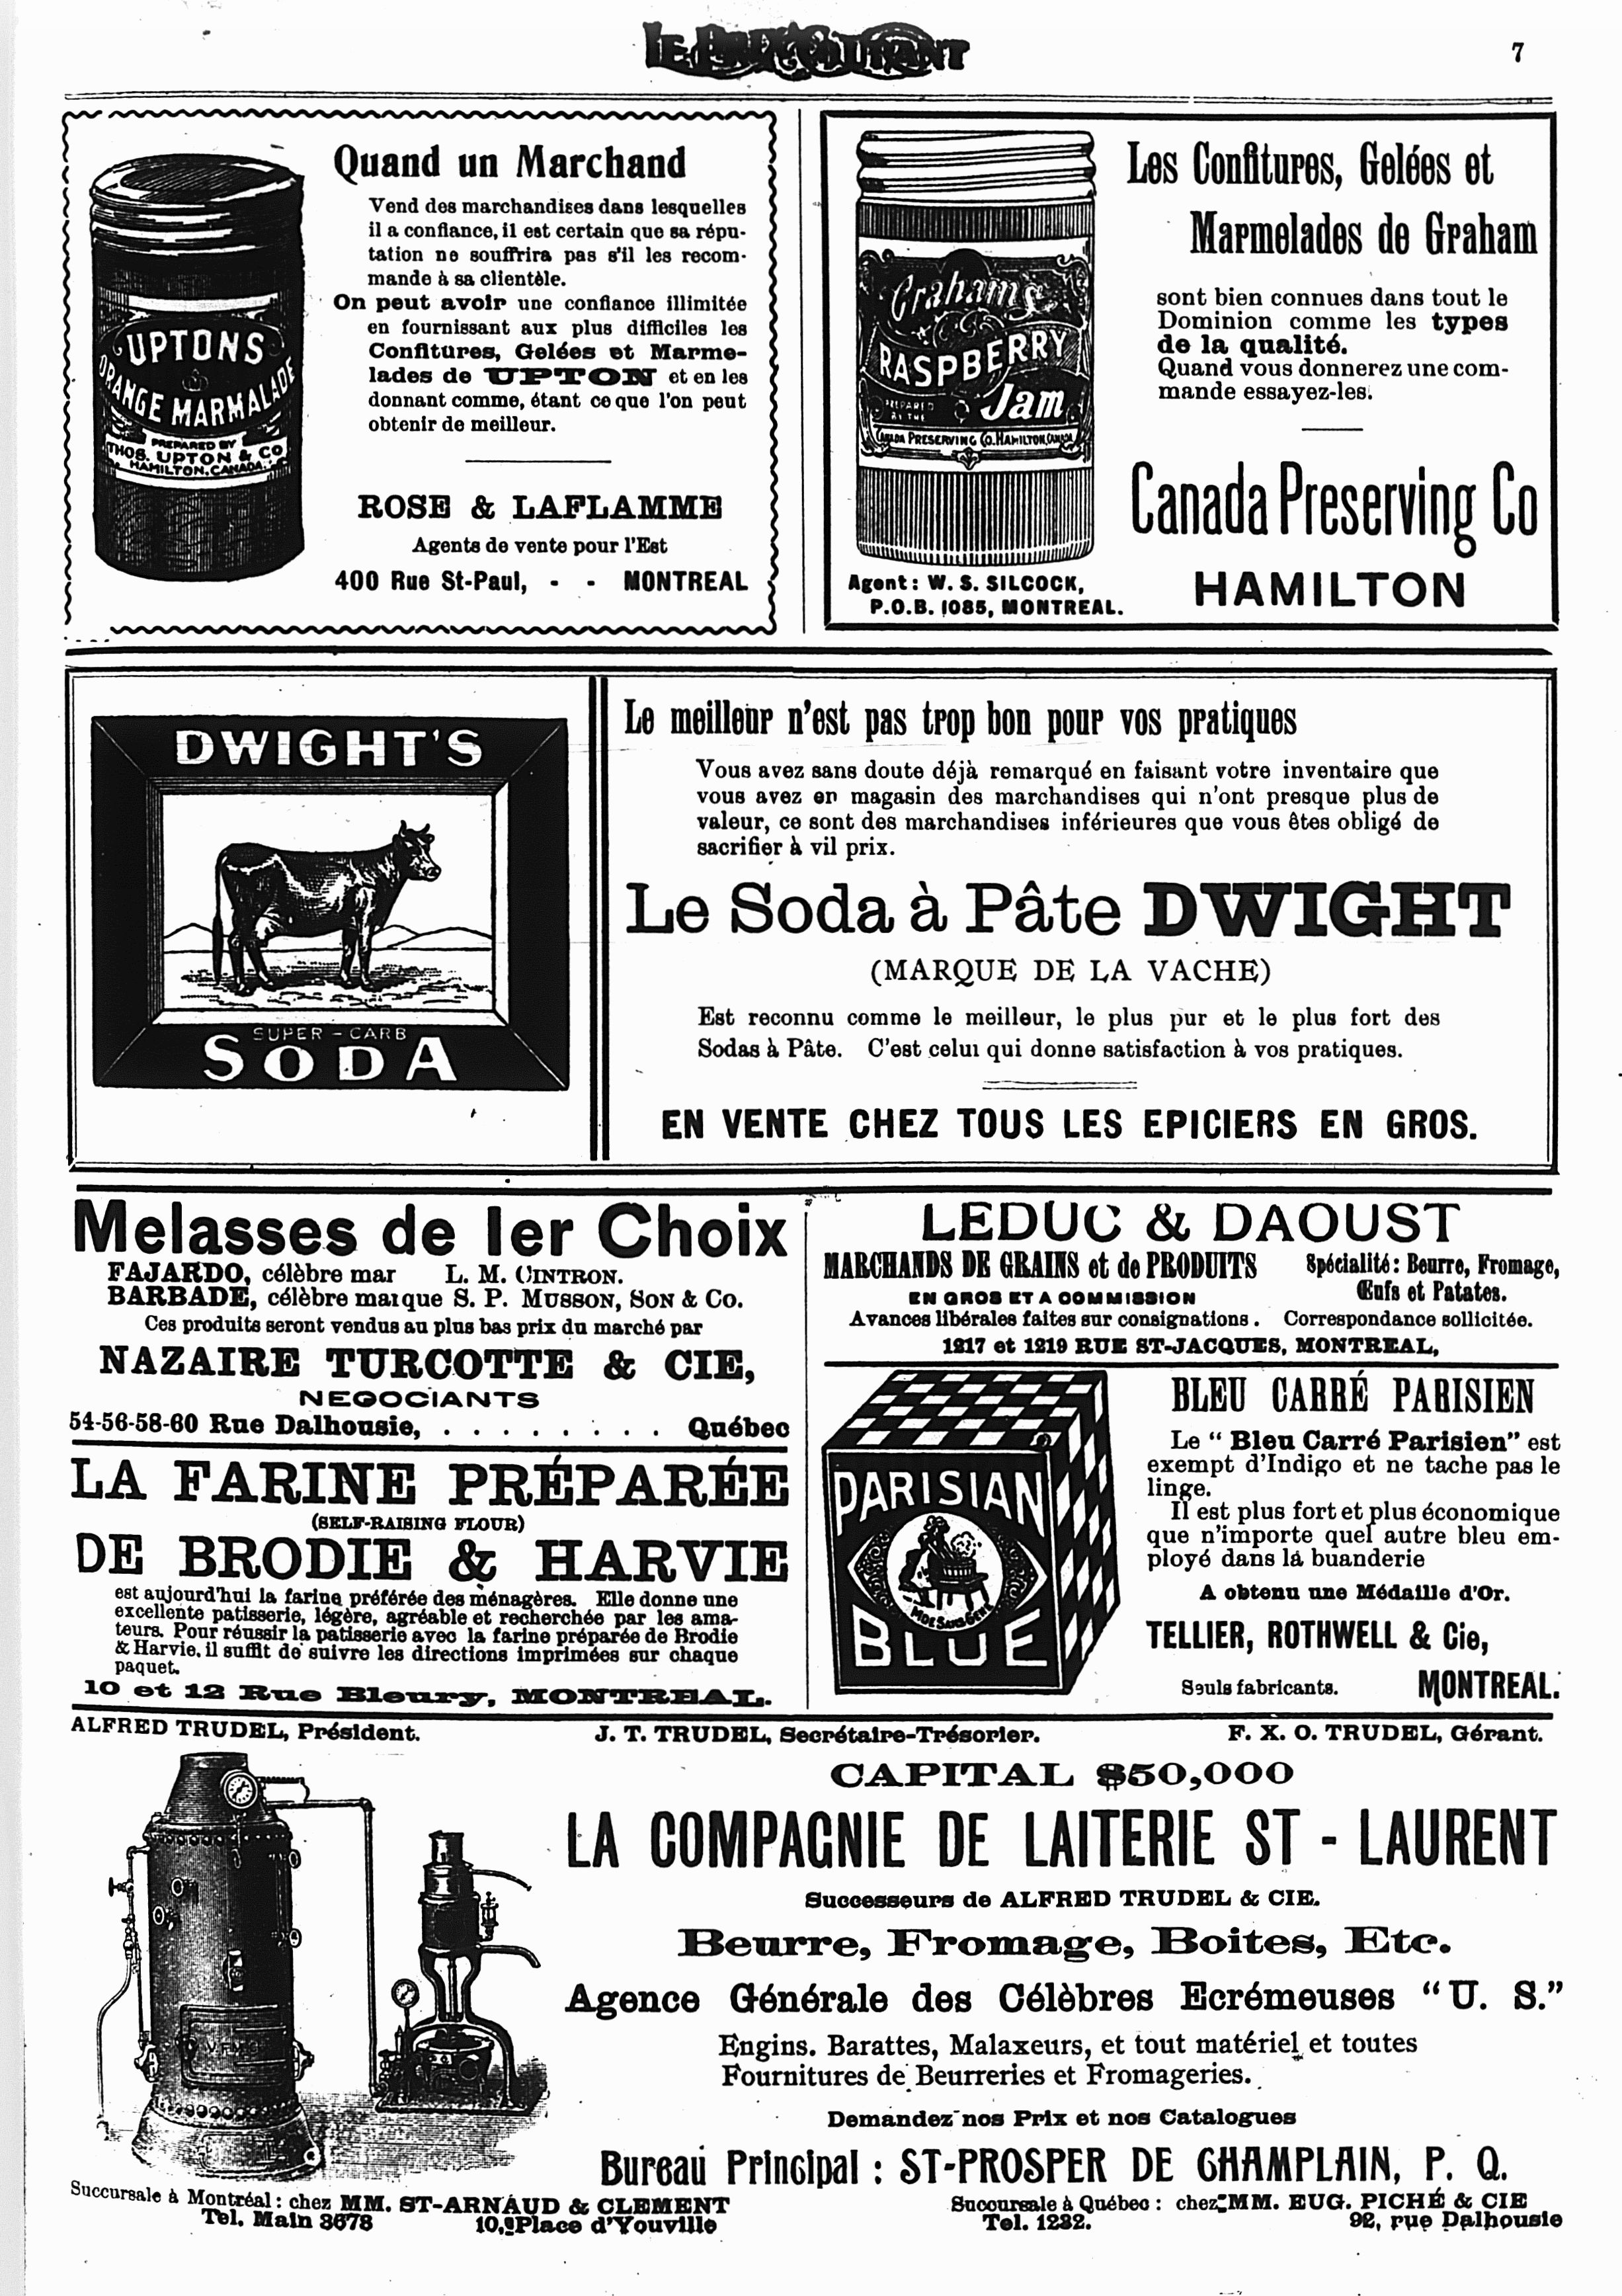 LE PRIX COURANT
7
UPTONS
ORANGE MARMALADE
PREPARED BY
THOS. UPTON & CO
HAMILTON, CANADA.
Quand un Marchand
Vend des marchandises dans lesquelles
il a confiance, il est certain que sa répu-
tation ne souffrira pas s'il les recom-
mande à sa clientèle.
On peut avoir une confiance illimitée
en fournissant aux plus difficiles les
Confitures, Gelées et Marme-
lades de UPTON et en les
donnant comme, étant ce que l'on peut
obtenir de meilleur.
ROSE & LAFLAMME
Agents de vente pour l'Est
400 Rue St-Paul, - - MONTREAL
Graham's
RASPBERRY
Jam
PREPARED
BY THE
CANADA PRESERVING CO. HAMILTON, CANADA
Agent: W. S. SILCOCK,
P.O.B. 1085, MONTREAL.
Les Confitures, Gelées et
Marmelades de Graham
sont bien connues dans tout le
Dominion comme les types
de la qualité.
Quand vous donnerez une com-
mande essayez-les.
Canada Preserving Co
HAMILTON
DWIGHT'S
SUPER-CARB
SODA
Le meilleur n'est pas trop bon pour vos pratiques
Vous avez sans doute déjà remarqué en faisant votre inventaire que
vous avez en magasin des marchandises qui n'ont presque plus de
valeur, ce sont des marchandises inférieures que vous êtes obligé de
sacrifier à vil prix.
Le Soda à Pâte DWIGHT
(MARQUE DE LA VACHE)
Est reconnu comme le meilleur, le plus pur et le plus fort des
Sodas à Pâte. C'est celui qui donne satisfaction à vos pratiques.
EN VENTE CHEZ TOUS LES EPICIERS EN GROS.
Melasses de 1er Choix
FAJARDO, célèbre mar L. M. CINTRON.
BARBADE, célèbre marque S. P. MUSSON, SON & CO.
Ces produits seront vendus au plus bas prix du marché par
NAZAIRE TURCOTTE & CIE,
NEGOCIANTS
54-56-58-60 Rue Dalhousie, . . . . . . . . Québec
LA FARINE PRÉPARÉE
(SELF-RAISING FLOUR)
DE BRODIE & HARVIE
est aujourd'hui la farine préférée des ménagères. Elle donne une
excellente patisserie, légère, agréable et recherchée par les ama-
teurs. Pour réussir la patisserie avec la farine préparée de Brodie
& Harvie, il suffit de suivre les directions imprimées sur chaque
paquet.
10 et 12 Rue Bleury, MONTREAL.
LEDUC & DAOUST
MARCHANDS DE GRAINS et de PRODUITS
EN GROS ET A COMMISSION
Spécialité: Beurre, Fromage,
Œufs et Patates.
Avances libérales faites sur consignations. Correspondance sollicitée.
1217 et 1219 RUE ST-JACQUES, MONTREAL,
PARISIAN
MDE SANS GENE
BLUE
BLEU CARRÉ PARISIEN
Le "Bleu Carré Parisien" est
exempt d'Indigo et ne tache pas le
linge.
Il est plus fort et plus économique
que n'importe quel autre bleu em-
ployé dans la buanderie
A obtenu une Médaille d'Or.
TELLIER, ROTHWELL & Cie,
Seuls fabricants. MONTREAL.
ALFRED TRUDEL, Président. J. T. TRUDEL, Secrétaire-Trésorier. F. X. O. TRUDEL, Gérant.
CAPITAL $50,000
LA COMPAGNIE DE LAITERIE ST-LAURENT
Successeurs de ALFRED TRUDEL & CIE.
Beurre, Fromage, Boites, Etc.
Agence Générale des Célèbres Ecrémeuses "U. S."
Engins. Barattes, Malaxeurs, et tout matériel et toutes
Fournitures de Beurreries et Fromageries.
Demandez nos Prix et nos Catalogues
Bureau Principal : ST-PROSPER DE CHAMPLAIN, P. Q.
Succursale à Montréal : chez MM. ST-ARNAUD & CLEMENT
Tel. Main 3678 10, Place d'Youville
Succursale à Québec : chez MM. EUG. PICHÉ & CIE
Tel. 1232. 92, rue Dalhousie